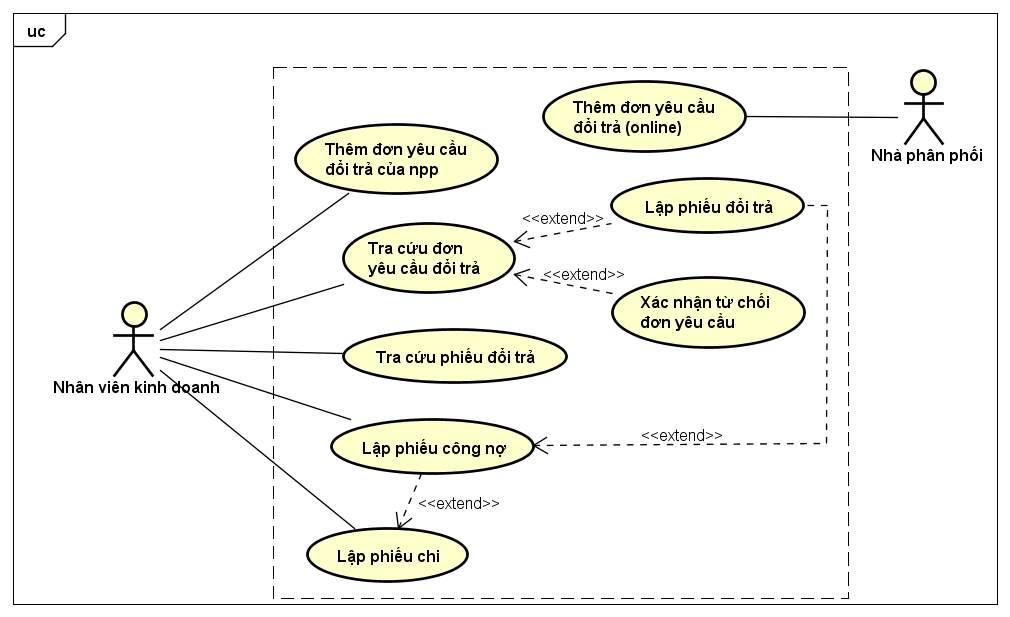 uc
Thêm đơn yêu cầu
đổi trả (online)
Nhà phân phối
Thêm đơn yêu cầu
đổi trả của npp
Lập phiếu đổi trả
<<extend>>
Tra cứu đơn
yêu cầu đổi trả
<<extend>>
Xác nhận từ chối
đơn yêu cầu
Tra cứu phiếu đổi trả
Nhân viên kinh doanh
<<extend>>
Lập phiếu công nợ
<<extend>>
Lập phiếu chi